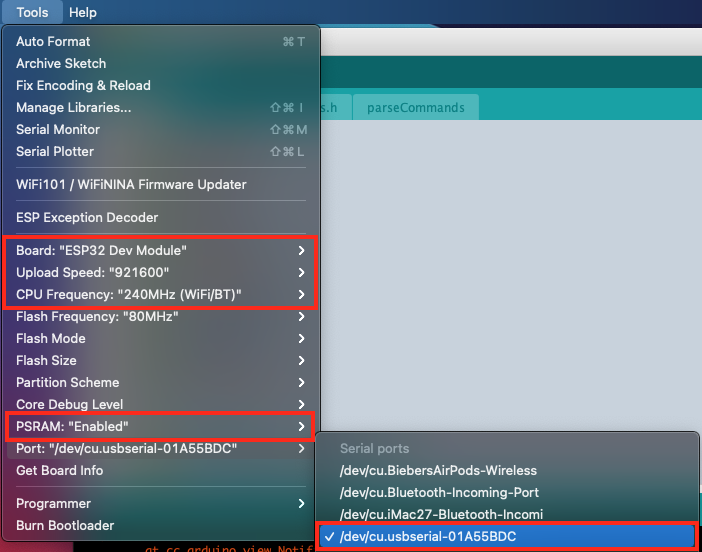 Tools Help
Auto Format ⌘ T
Archive Sketch
Fix Encoding & Reload
Manage Libraries... ⇧⌘ I
s.h parseCommands
Serial Monitor ⇧⌘ M
Serial Plotter ⇧⌘ L
WiFi101 / WiFiNINA Firmware Updater
ESP Exception Decoder
Board: "ESP32 Dev Module"
Upload Speed: "921600"
CPU Frequency: "240MHz (WiFi/BT)"
Flash Frequency: "80MHz"
Flash Mode
Flash Size
Partition Scheme
Core Debug Level
PSRAM: "Enabled"
Port: "/dev/cu.usbserial-01A55BDC"
Get Board Info
Programmer
Burn Bootloader
Serial ports
/dev/cu.BiebersAirPods-Wireless
/dev/cu.Bluetooth-Incoming-Port
/dev/cu.iMac27-Bluetooth-Incomi
✓ /dev/cu.usbserial-01A55BDC
at cc.arduino.view.Notif